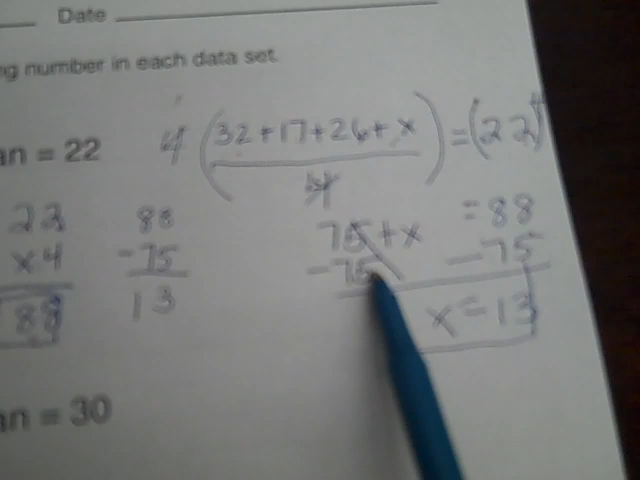 Date
ng number in each data set.
an = 22
4 (32+17+26+x / 4) = (22)4
22
x4
88
88
-75
13
75+x = 88
-75 -75
x = 13
an = 30